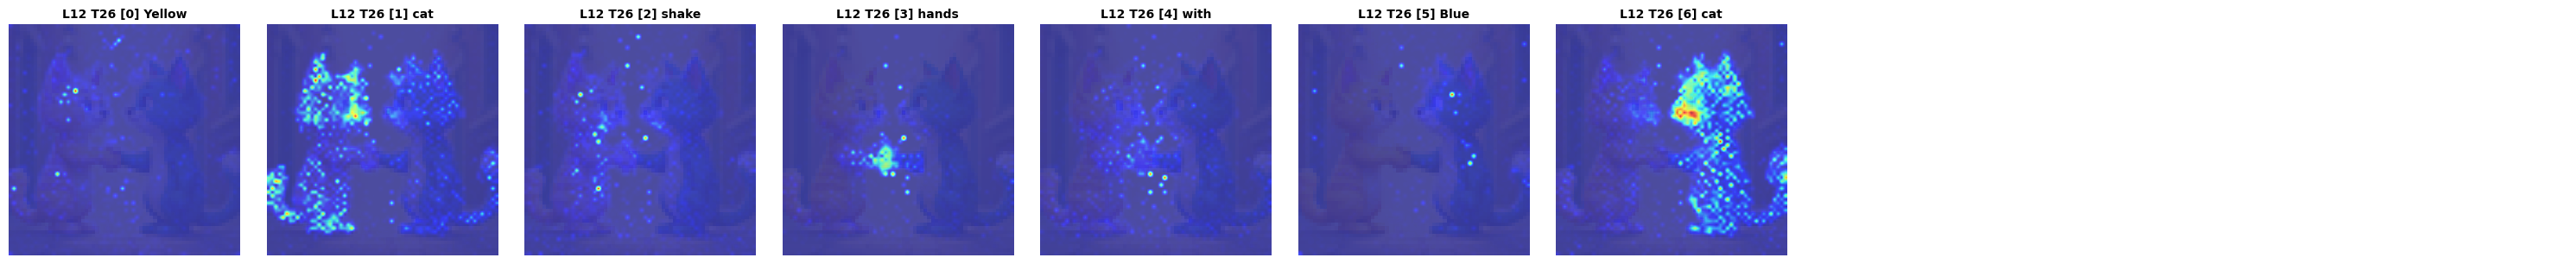 L12 T26 [0] Yellow
L12 T26 [1] cat
L12 T26 [2] shake
L12 T26 [3] hands
L12 T26 [4] with
L12 T26 [5] Blue
L12 T26 [6] cat